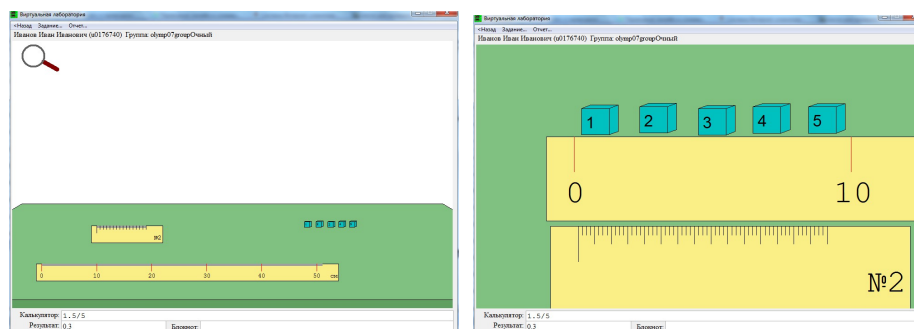 Виртуальная лаборатория
<Назад Задание... Отчет...
Иванов Иван Иванович (u0176740) Группа: olymp07groupОчный
№2
0 10 20 30 40 50 см
Калькулятор: 1.5/5
Результат: 0.3 Блокнот:
Виртуальная лаборатория
<Назад Задание... Отчет...
Иванов Иван Иванович (u0176740) Группа: olymp07groupОчный
1 2 3 4 5
0 10
№2
Калькулятор: 1.5/5
Результат: 0.3 Блокнот: